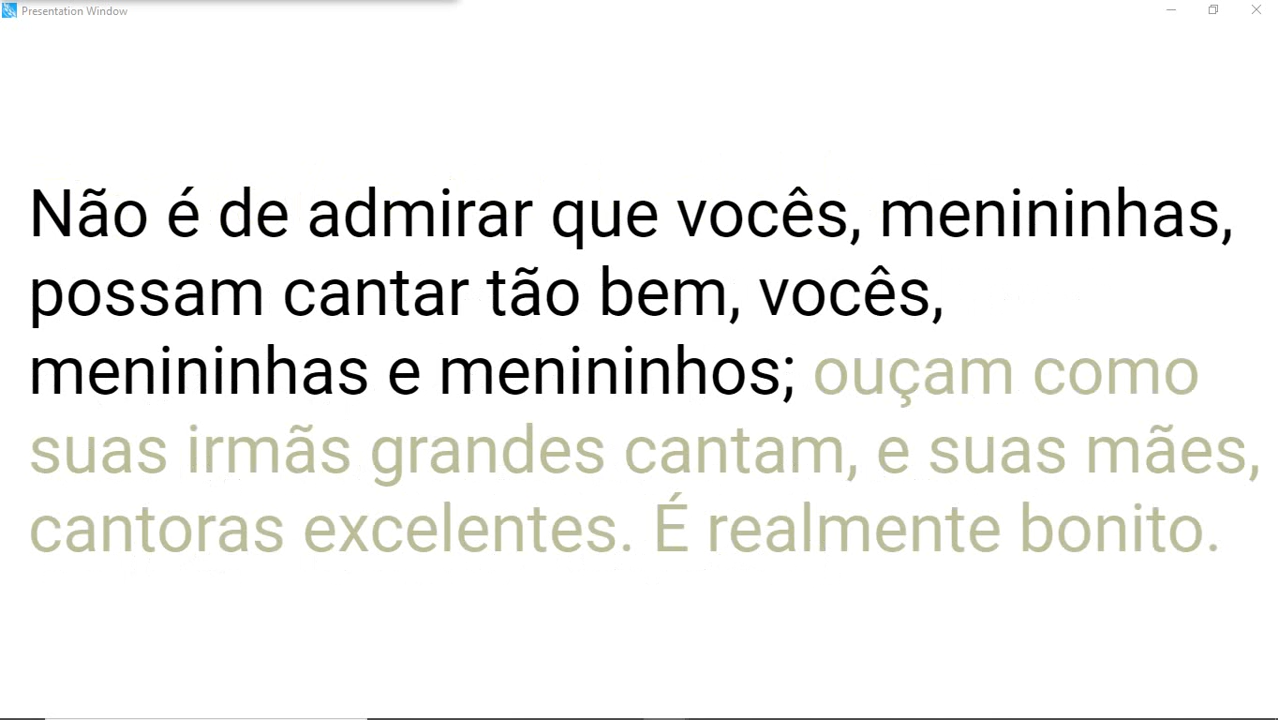 Presentation Window
Não é de admirar que vocês, menininhas,
possam cantar tão bem, vocês,
menininhas e menininhos; ouçam como
suas irmãs grandes cantam, e suas mães,
cantoras excelentes. É realmente bonito.